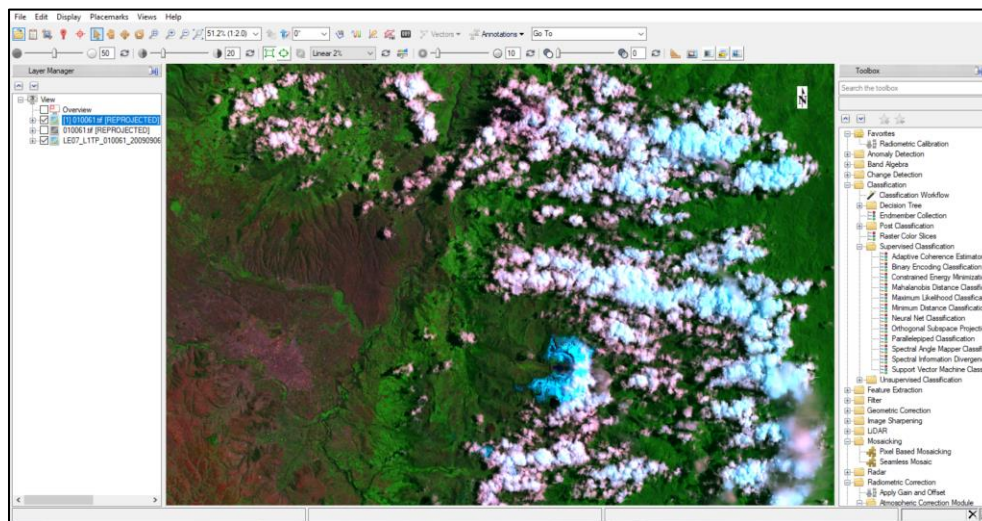 File Edit Display Placemarks Views Help
51.2% (1:2.0) 0° Vectors Annotations Go To
50 20 Linear 2% 10 0
Layer Manager
View
Overview
[1] 010061.tif [REPROJECTED]
010061.tif [REPROJECTED]
LE07_L1TP_010061_20090906
N
Toolbox
Search the toolbox
Favorites
Radiometric Calibration
Anomaly Detection
Band Algebra
Change Detection
Classification
Classification Workflow
Decision Tree
Endmember Collection
Post Classification
Raster Color Slices
Supervised Classification
Adaptive Coherence Estimator
Binary Encoding Classification
Constrained Energy Minimizati
Mahalanobis Distance Classifi
Maximum Likelihood Classifica
Minimum Distance Classificatio
Neural Net Classification
Orthogonal Subspace Projectio
Parallelepiped Classification
Spectral Angle Mapper Classif
Spectral Information Divergenc
Support Vector Machine Class
Unsupervised Classification
Feature Extraction
Filter
Geometric Correction
Image Sharpening
LiDAR
Mosaicking
Pixel Based Mosaicking
Seamless Mosaic
Radar
Radiometric Correction
Apply Gain and Offset
Atmospheric Correction Module